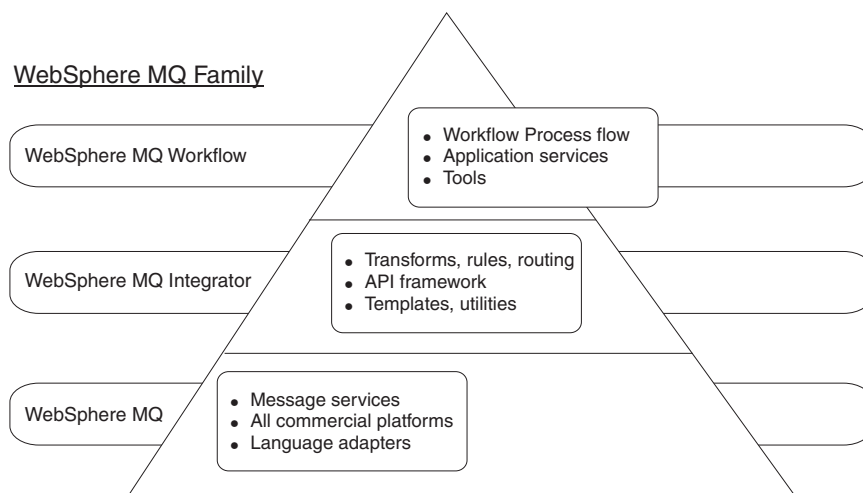 WebSphere MQ Family
WebSphere MQ Workflow
• Workflow Process flow
• Application services
• Tools
WebSphere MQ Integrator
• Transforms, rules, routing
• API framework
• Templates, utilities
WebSphere MQ
• Message services
• All commercial platforms
• Language adapters